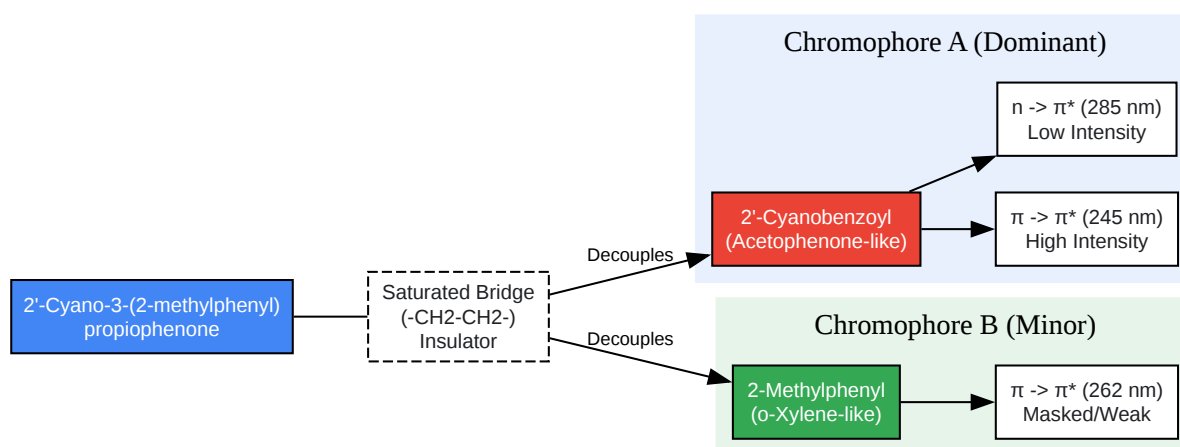 2'-Cyano-3-(2-methylphenyl)
propiophenone
Saturated Bridge
(-CH2-CH2-)
Insulator
Decouples
Decouples
Chromophore A (Dominant)
2'-Cyanobenzoyl
(Acetophenone-like)
n -> π* (285 nm)
Low Intensity
π -> π* (245 nm)
High Intensity
Chromophore B (Minor)
2-Methylphenyl
(o-Xylene-like)
π -> π* (262 nm)
Masked/Weak